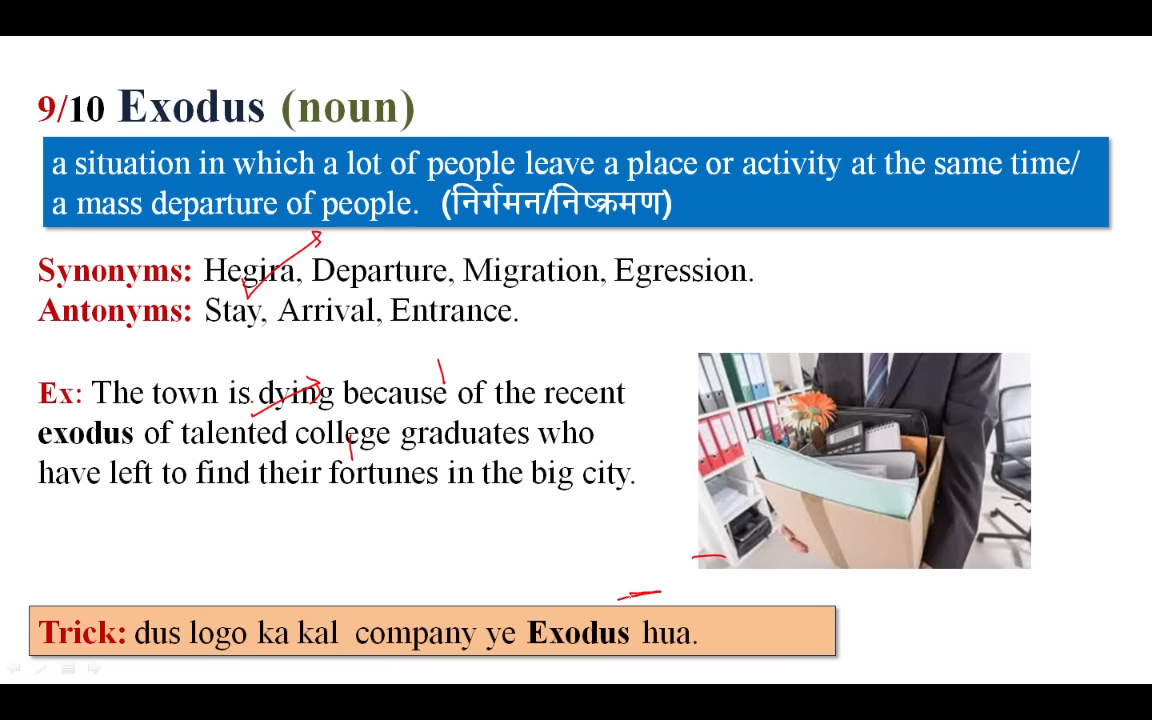 9/10 Exodus (noun)
a situation in which a lot of people leave a place or activity at the same time/
a mass departure of people. (निर्गमन/निष्क्रमण)
Synonyms: Hegira, Departure, Migration, Egression.
Antonyms: Stay, Arrival, Entrance.
Ex: The town is dying because of the recent
exodus of talented college graduates who
have left to find their fortunes in the big city.
Trick: dus logo ka kal company ye Exodus hua.